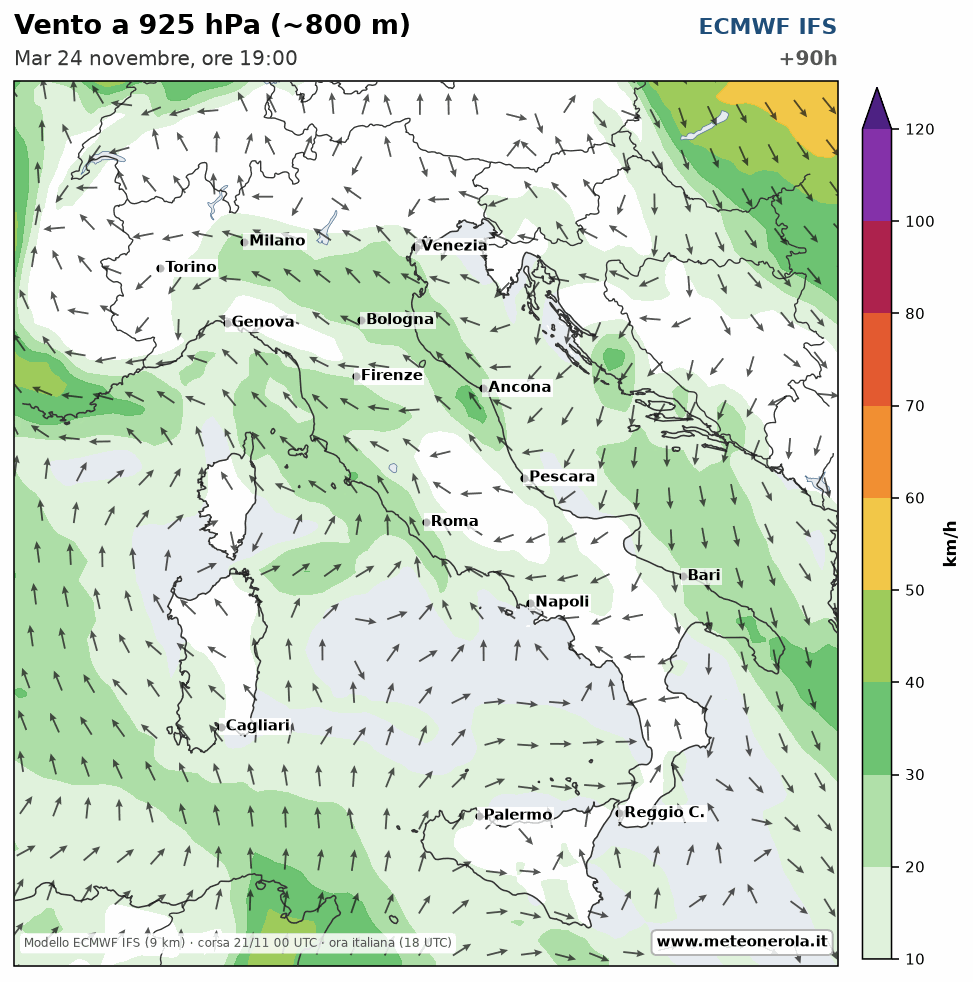 Vento a 925 hPa (~800 m)
ECMWF IFS
Mar 24 novembre, ore 19:00
+90h
Milano
Venezia
Torino
Genova
Bologna
Firenze
Ancona
Pescara
Roma
Bari
Napoli
Cagliari
Palermo
Reggio C.
120
100
80
70
60
50
40
30
20
10
km/h
Modello ECMWF IFS (9 km) · corsa 21/11 00 UTC · ora italiana (18 UTC)
www.meteonerola.it